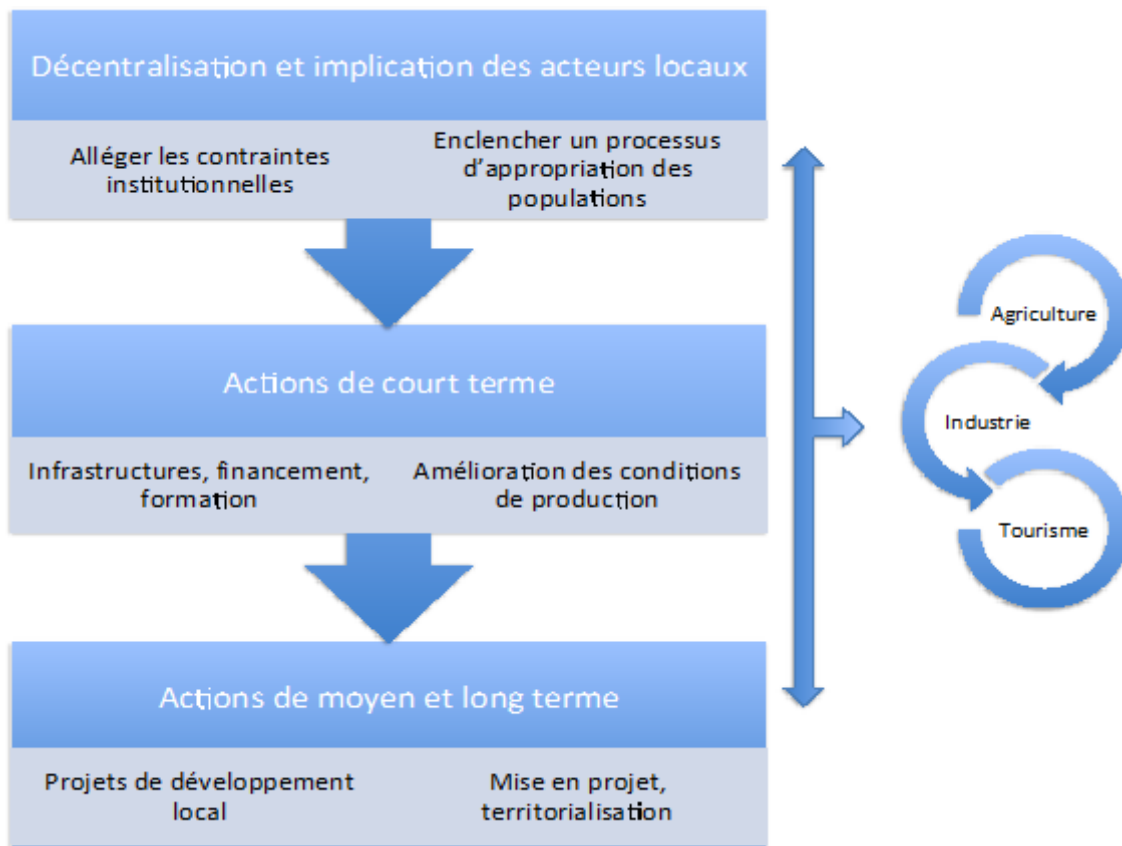 Décentralisation et implication des acteurs locaux
Alléger les contraintes
institutionnelles
Enclencher un processus
d’appropriation des
populations
Actions de court terme
Infrastructures, financement,
formation
Amélioration des conditions
de production
Actions de moyen et long terme
Projets de développement
local
Mise en projet,
territorialisation
Agriculture
Industrie
Tourisme